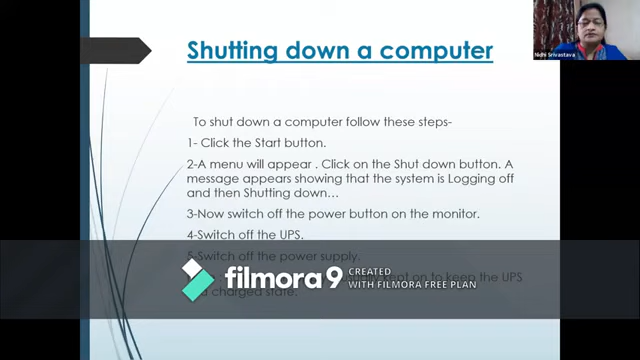 Shutting down a computer
Nidhi Srivastava
To shut down a computer follow these steps-
1- Click the Start button.
2-A menu will appear . Click on the Shut down button. A
message appears showing that the system is Logging off
and then Shutting down...
3-Now switch off the power button on the monitor.
4-Switch off the UPS.
5-Switch off the power supply.
usually kept on to keep the UPS
charged state.
filmora9
CREATED
WITH FILMORA FREE PLAN